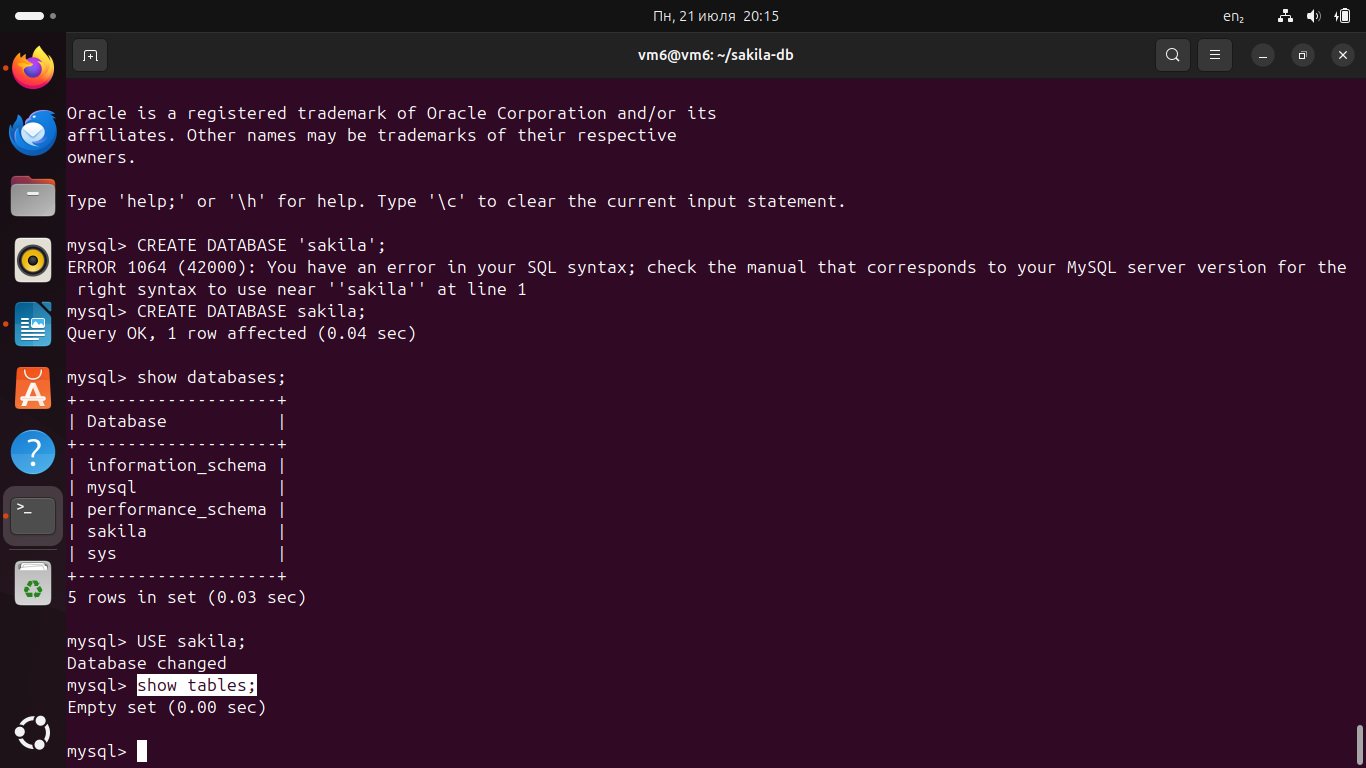 Пн, 21 июля 20:15
en₂
vm6@vm6: ~/sakila-db
Oracle is a registered trademark of Oracle Corporation and/or its
affiliates. Other names may be trademarks of their respective
owners.
Type 'help;' or '\h' for help. Type '\c' to clear the current input statement.
mysql> CREATE DATABASE 'sakila';
ERROR 1064 (42000): You have an error in your SQL syntax; check the manual that corresponds to your MySQL server version for the
 right syntax to use near ''sakila'' at line 1
mysql> CREATE DATABASE sakila;
Query OK, 1 row affected (0.04 sec)
mysql> show databases;
+--------------------+
| Database           |
+--------------------+
| information_schema |
| mysql              |
| performance_schema |
| sakila             |
| sys                |
+--------------------+
5 rows in set (0.03 sec)
mysql> USE sakila;
Database changed
mysql> show tables;
Empty set (0.00 sec)
mysql>